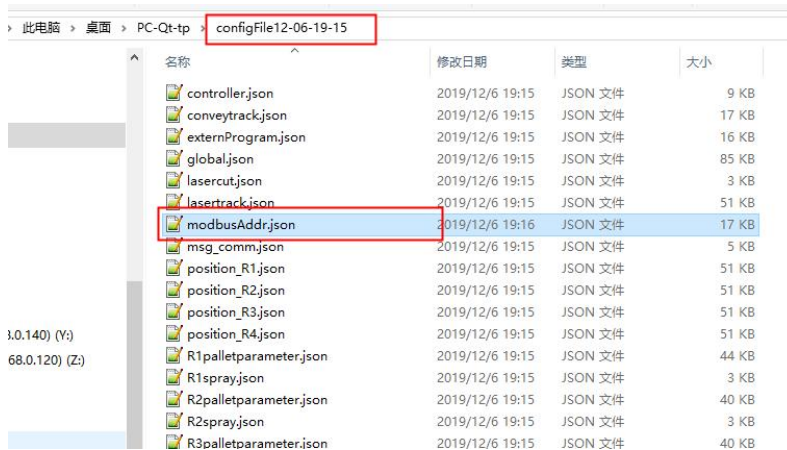 › 此电脑 › 桌面 › PC-Qt-tp › configFile12-06-19-15
名称 修改日期 类型 大小
controller.json 2019/12/6 19:15 JSON 文件 9 KB
conveytrack.json 2019/12/6 19:15 JSON 文件 17 KB
externProgram.json 2019/12/6 19:15 JSON 文件 16 KB
global.json 2019/12/6 19:15 JSON 文件 85 KB
lasercut.json 2019/12/6 19:15 JSON 文件 3 KB
lasertrack.json 2019/12/6 19:15 JSON 文件 51 KB
modbusAddr.json 2019/12/6 19:16 JSON 文件 17 KB
msg_comm.json 2019/12/6 19:15 JSON 文件 5 KB
position_R1.json 2019/12/6 19:15 JSON 文件 51 KB
position_R2.json 2019/12/6 19:15 JSON 文件 51 KB
position_R3.json 2019/12/6 19:15 JSON 文件 51 KB
3.0.140) (Y:) position_R4.json 2019/12/6 19:15 JSON 文件 51 KB
68.0.120) (Z:) R1palletparameter.json 2019/12/6 19:15 JSON 文件 44 KB
R1spray.json 2019/12/6 19:15 JSON 文件 3 KB
R2palletparameter.json 2019/12/6 19:15 JSON 文件 40 KB
R2spray.json 2019/12/6 19:15 JSON 文件 3 KB
R3palletparameter.json 2019/12/6 19:15 JSON 文件 40 KB